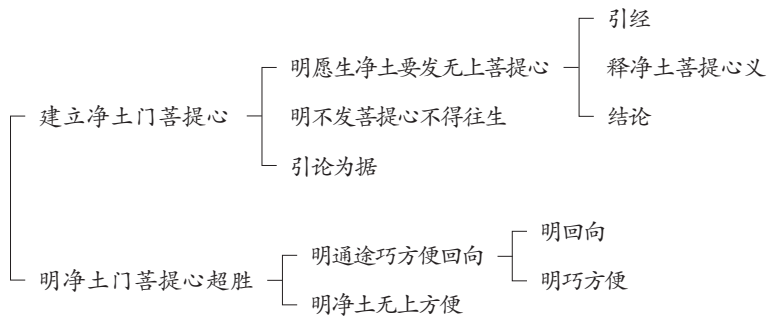 建立净土门菩提心
明愿生净土要发无上菩提心
引经
释净土菩提心义
结论
明不发菩提心不得往生
引论为据
明净土门菩提心超胜
明通途巧方便回向
明回向
明巧方便
明净土无上方便